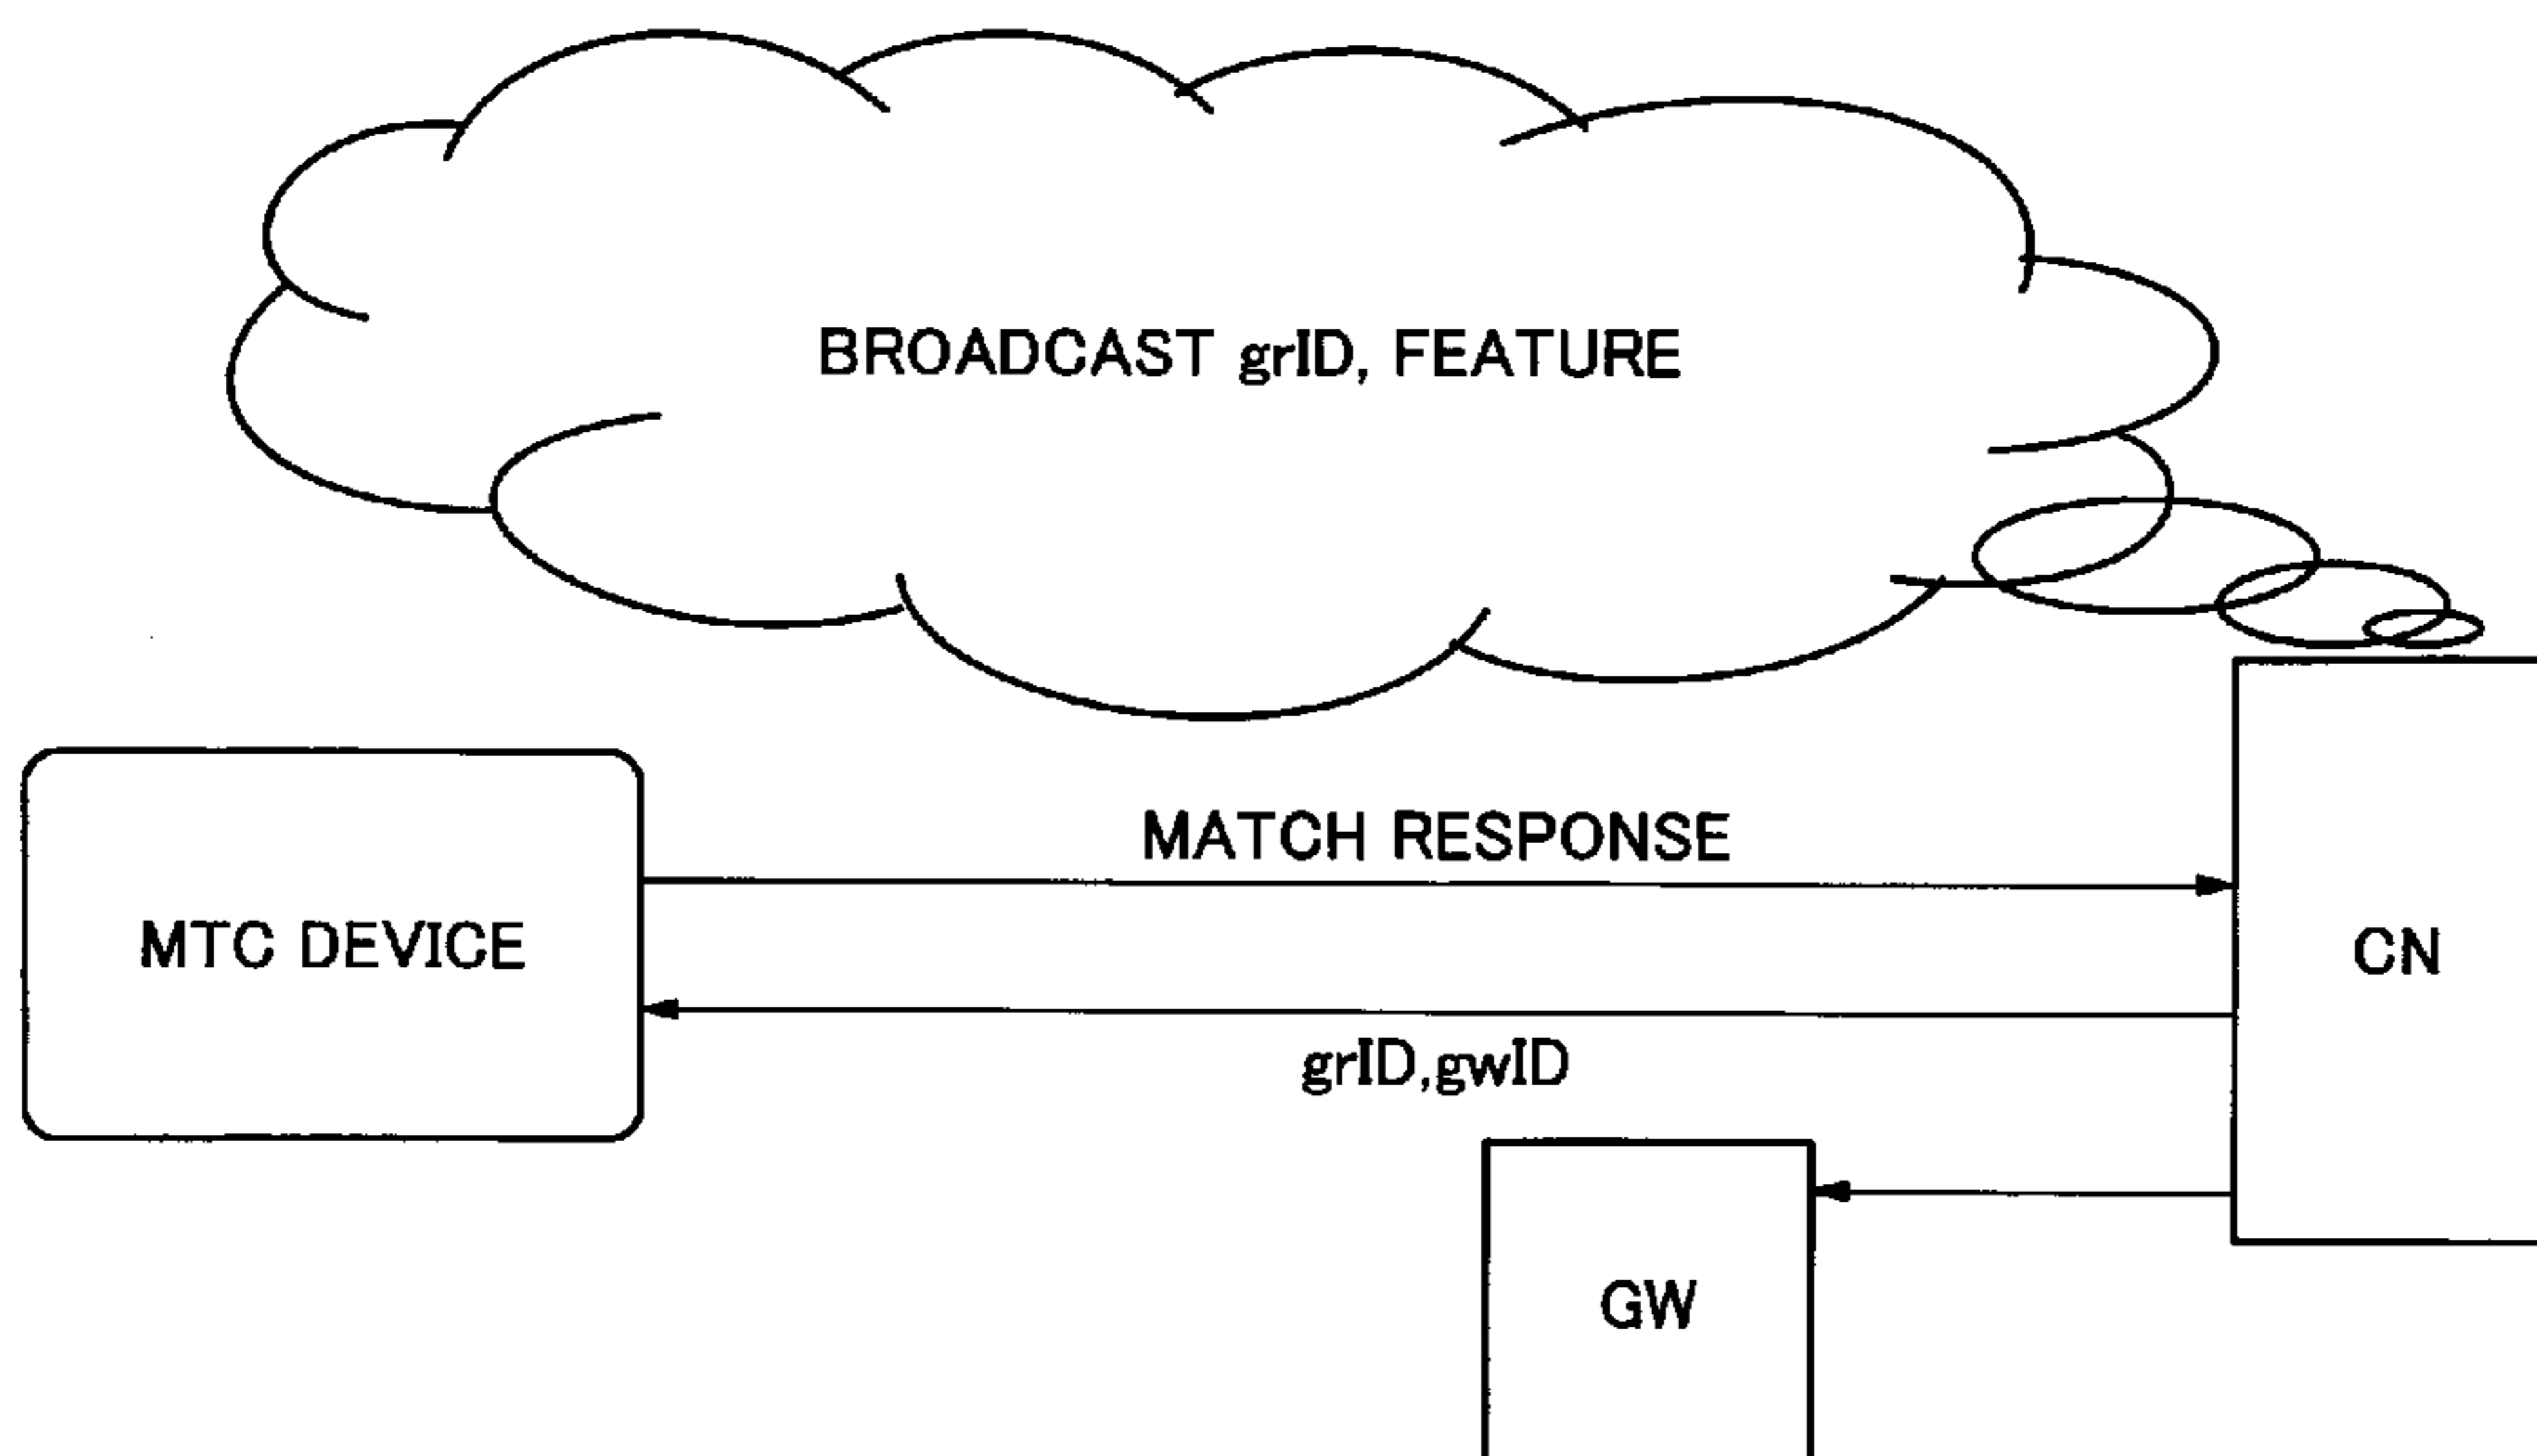 BROADCAST grID, FEATURE
MATCH RESPONSE
MTC DEVICE
CN
grID,gwID
GW